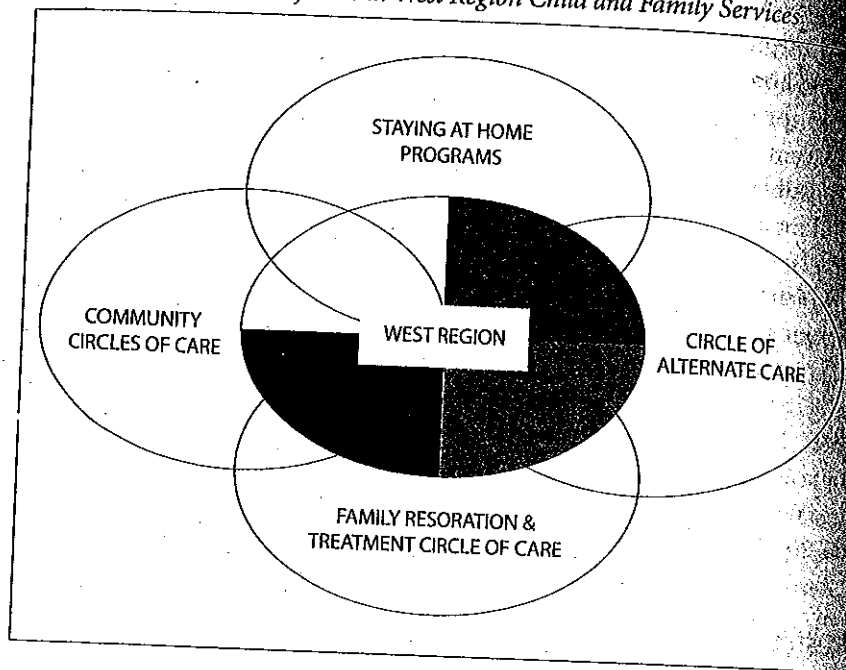 West Region Child and Family Services
STAYING AT HOME
PROGRAMS
COMMUNITY
CIRCLES OF CARE
WEST REGION
CIRCLE OF
ALTERNATE CARE
FAMILY RESORATION &
TREATMENT CIRCLE OF CARE